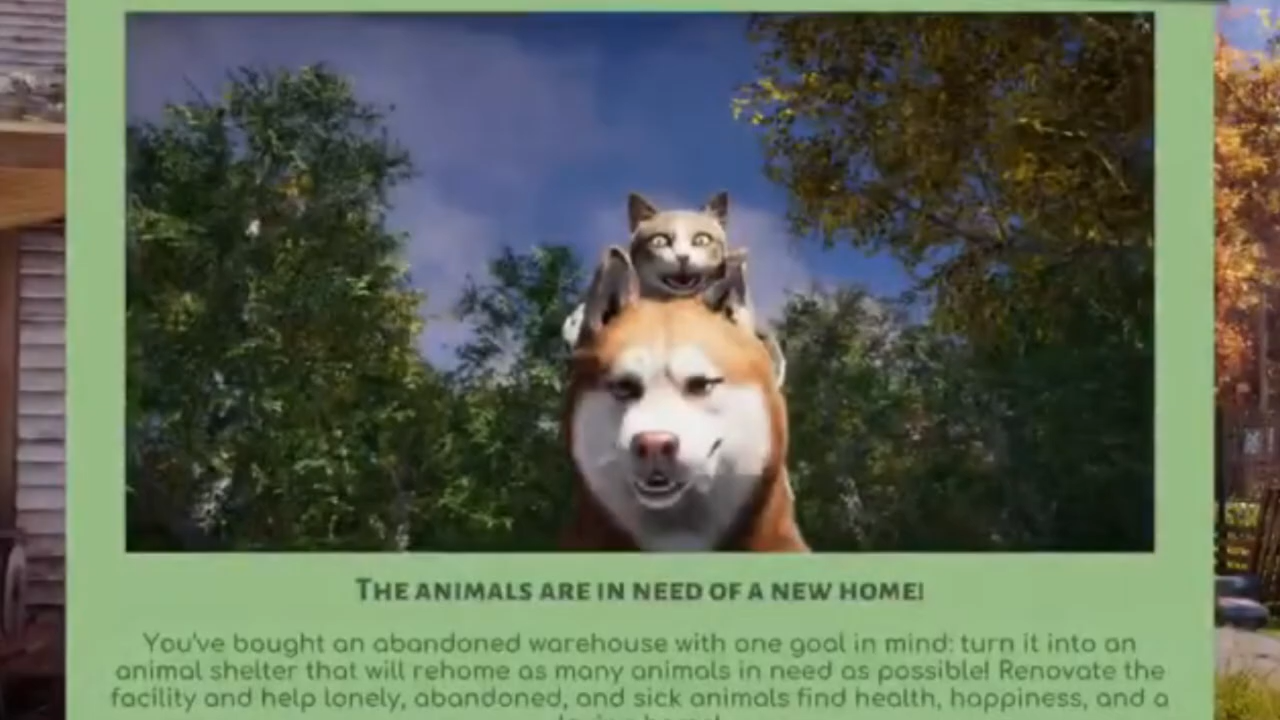 THE ANIMALS ARE IN NEED OF A NEW HOME!
You've bought an abandoned warehouse with one goal in mind: turn it into an
animal shelter that will rehome as many animals in need as possible! Renovate the
facility and help lonely, abandoned, and sick animals find health, happiness, and a